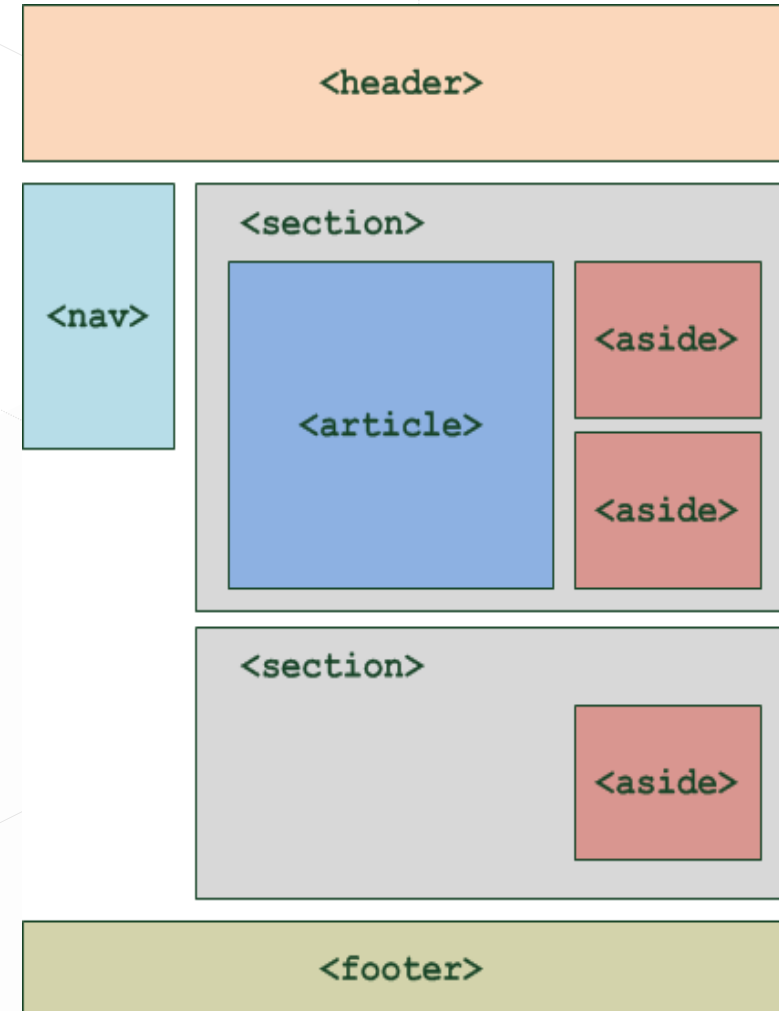 <header>
<nav>
<section>
<article>
<aside>
<aside>
<section>
<aside>
<footer>